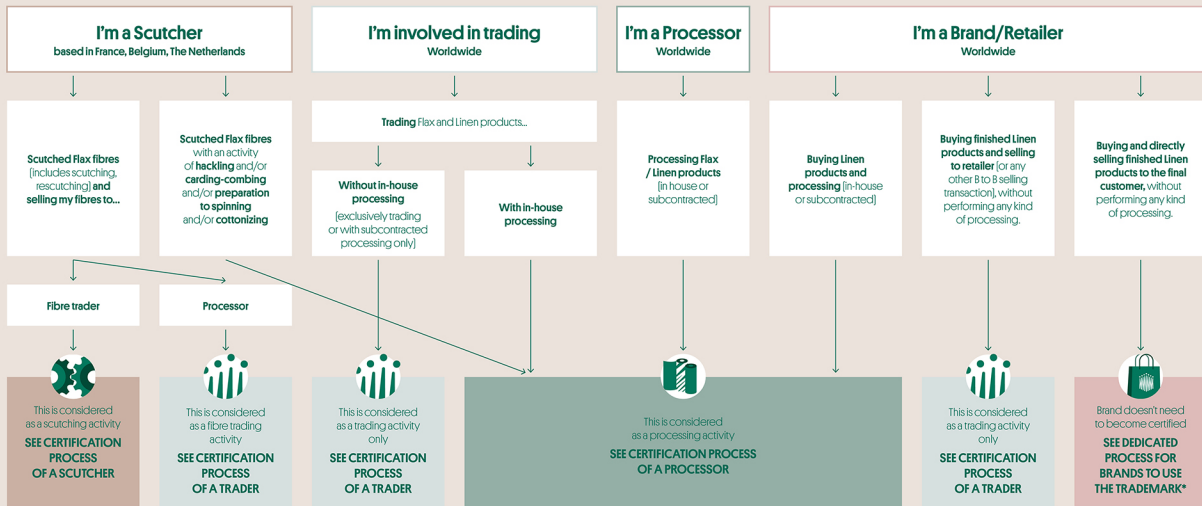 I'm a Scutcher
based in France, Belgium, The Netherlands
I'm involved in trading
Worldwide
I'm a Processor
Worldwide
I'm a Brand/Retailer
Worldwide
Scutched Flax fibres
(includes scutching,
rescutching) and
selling my fibres to...
Scutched Flax fibres
with an activity
of hackling and/or
carding-combing
and/or preparation
to spinning
and/or cottonizing
Trading Flax and Linen products...
Without in-house
processing
(exclusively trading
or with subcontracted
processing only)
With in-house
processing
Processing Flax
/ Linen products
(in house or
subcontracted)
Buying Linen
products and
processing (in-house
or subcontracted)
Buying finished Linen
products and selling
to retailer (or any
other B to B selling
transaction), without
performing any kind
of processing.
Buying and directly
selling finished Linen
products to the final
customer, without
performing any kind
of processing.
Fibre trader
Processor
This is considered
as a scutching activity
SEE CERTIFICATION
PROCESS
OF A SCUTCHER
This is considered
as a fibre trading
activity
SEE CERTIFICATION
PROCESS
OF A TRADER
This is considered
as a trading activity
only
SEE CERTIFICATION
PROCESS
OF A TRADER
This is considered
as a processing activity
SEE CERTIFICATION PROCESS
OF A PROCESSOR
This is considered
as a trading activity
only
SEE CERTIFICATION
PROCESS
OF A TRADER
Brand doesn't need
to become certified
SEE DEDICATED
PROCESS FOR
BRANDS TO USE
THE TRADEMARK*